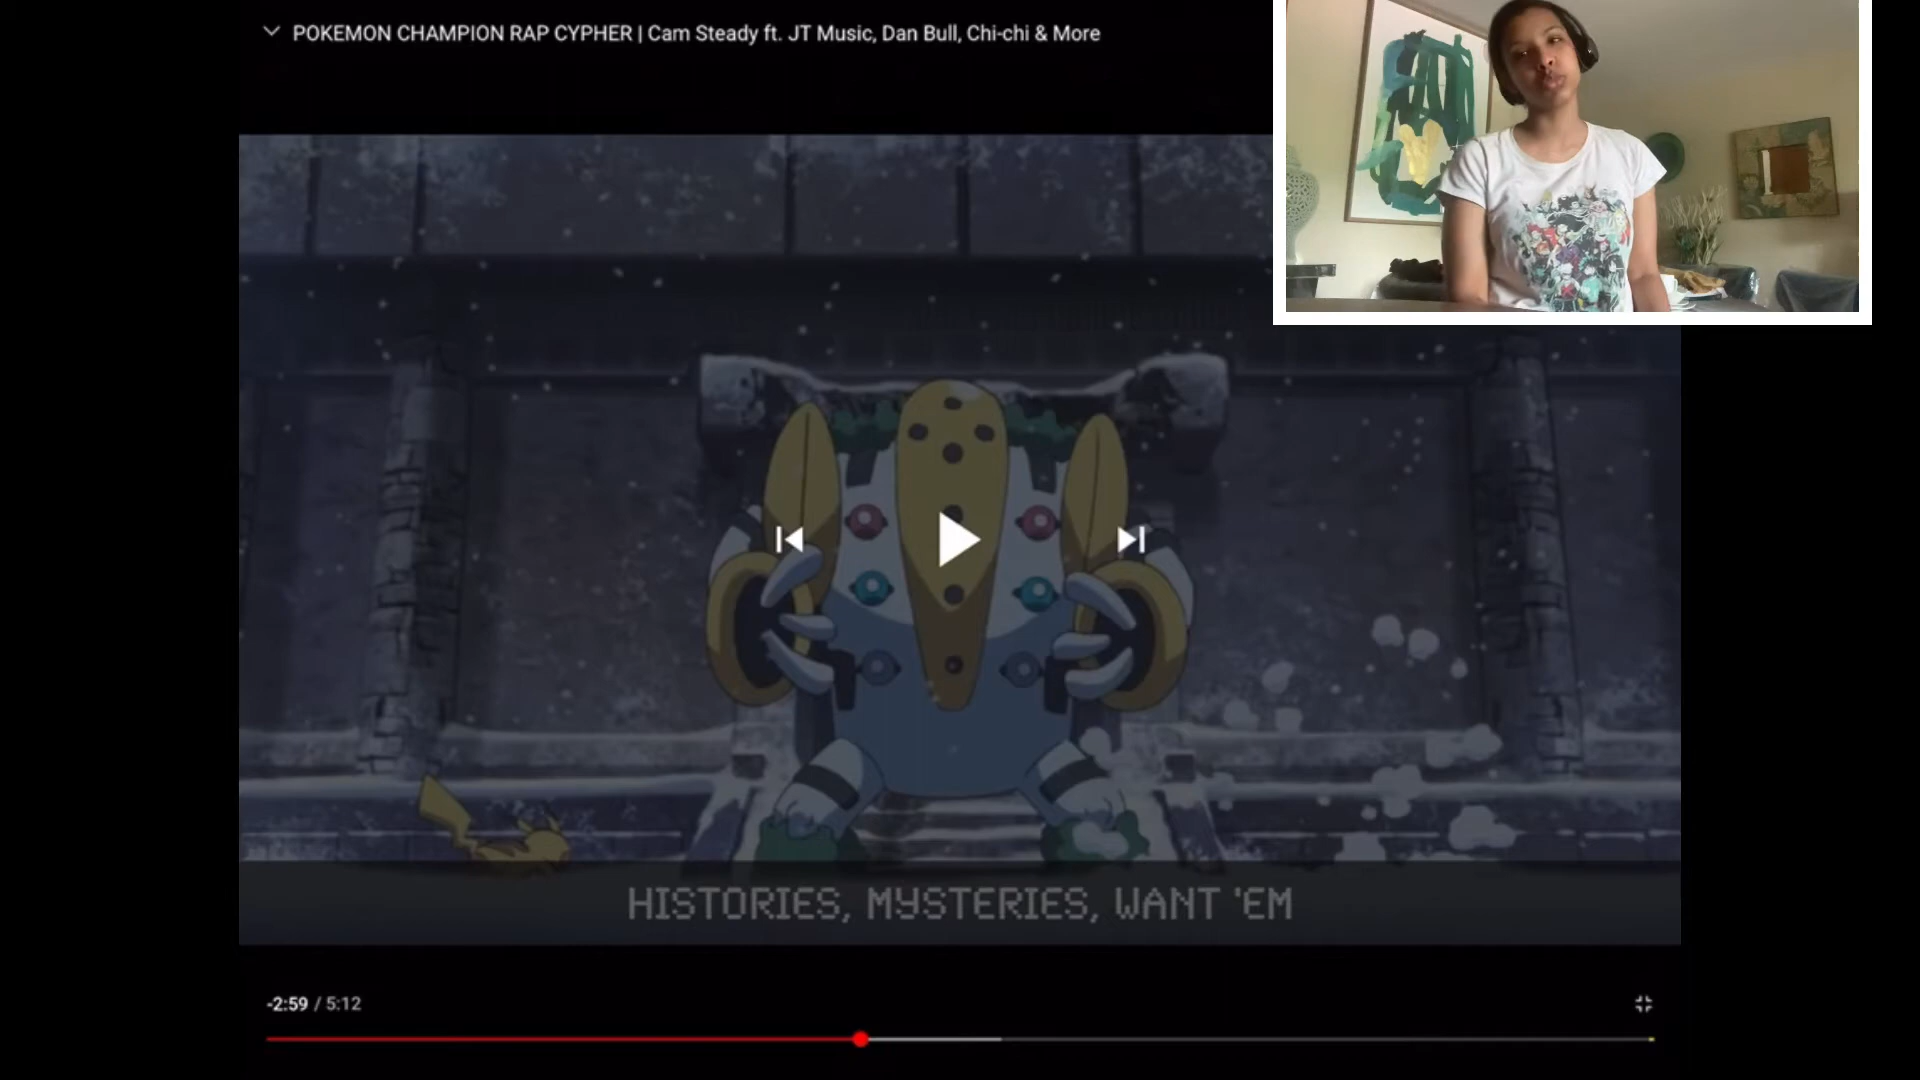 POKEMON CHAMPION RAP CYPHER | Cam Steady ft. JT Music, Dan Bull, Chi-chi & More
HISTORIES, MYSTERIES, WANT 'EM
-2:59 / 5:12